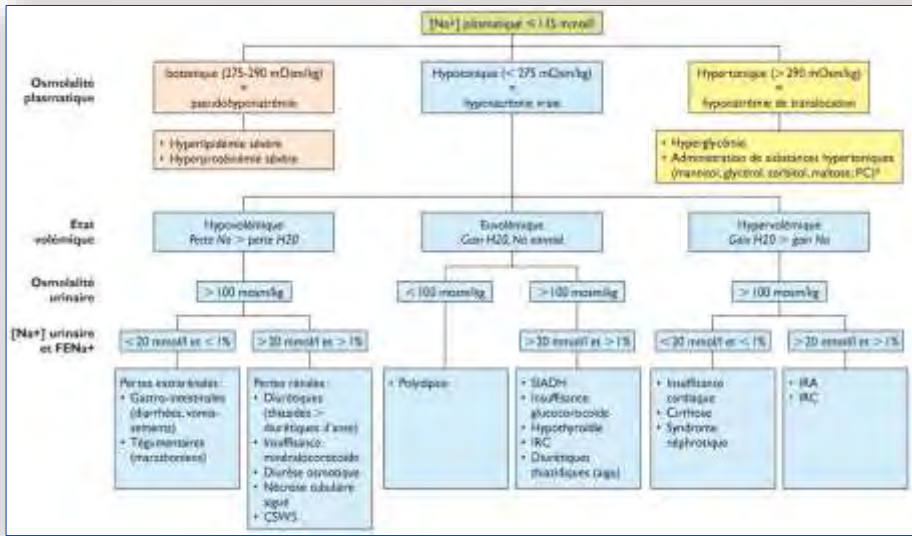 [Na+] plasmatique ≤ 135 mmol/l
Osmolalité
plasmatique
Isotonique (275-290 mOsm/kg)
=
pseudohyponatrémie
Hypotonique (< 275 mOsm/kg)
=
hyponatrémie vraie
Hypertonique (> 290 mOsm/kg)
=
hyponatrémie de translocation
• Hyperlipidémie sévère
• Hyperprotéinémie sévère
• Hyperglycémie
• Administration de substances hypertoniques
(mannitol, glycérol, sorbitol, maltose, PC)
Etat
volémique
Hypovolémique
Perte Na > perte H20
Euvolémique
Gain H20, Na normal
Hypervolémique
Gain H20 > gain Na
Osmolalité
urinaire
> 100 mosm/kg
< 100 mosm/kg
> 100 mosm/kg
> 100 mosm/kg
[Na+] urinaire
et FENa+
< 20 mmol/l et < 1%
> 20 mmol/l et > 1%
> 20 mmol/l et > 1%
< 20 mmol/l et < 1%
> 20 mmol/l et > 1%
Pertes extrarénales
• Gastro-intestinales
(diarrhées, vomis-
sements)
• Tégumentaires
(marathoniens)
Pertes rénales
• Diurétiques
(thiazides >
diurétiques d'anse)
• Insuffisance
minéralocorticoïde
• Diurèse osmotique
• Nécrose tubulaire
aiguë
• CSWS
• Polydipsie
• SIADH
• Insuffisance
glucocorticoïde
• Hypothyroïdie
• IRC
• Diurétiques
thiazidiques (aigu)
• Insuffisance
cardiaque
• Cirrhose
• Syndrome
néphrotique
• IRA
• IRC